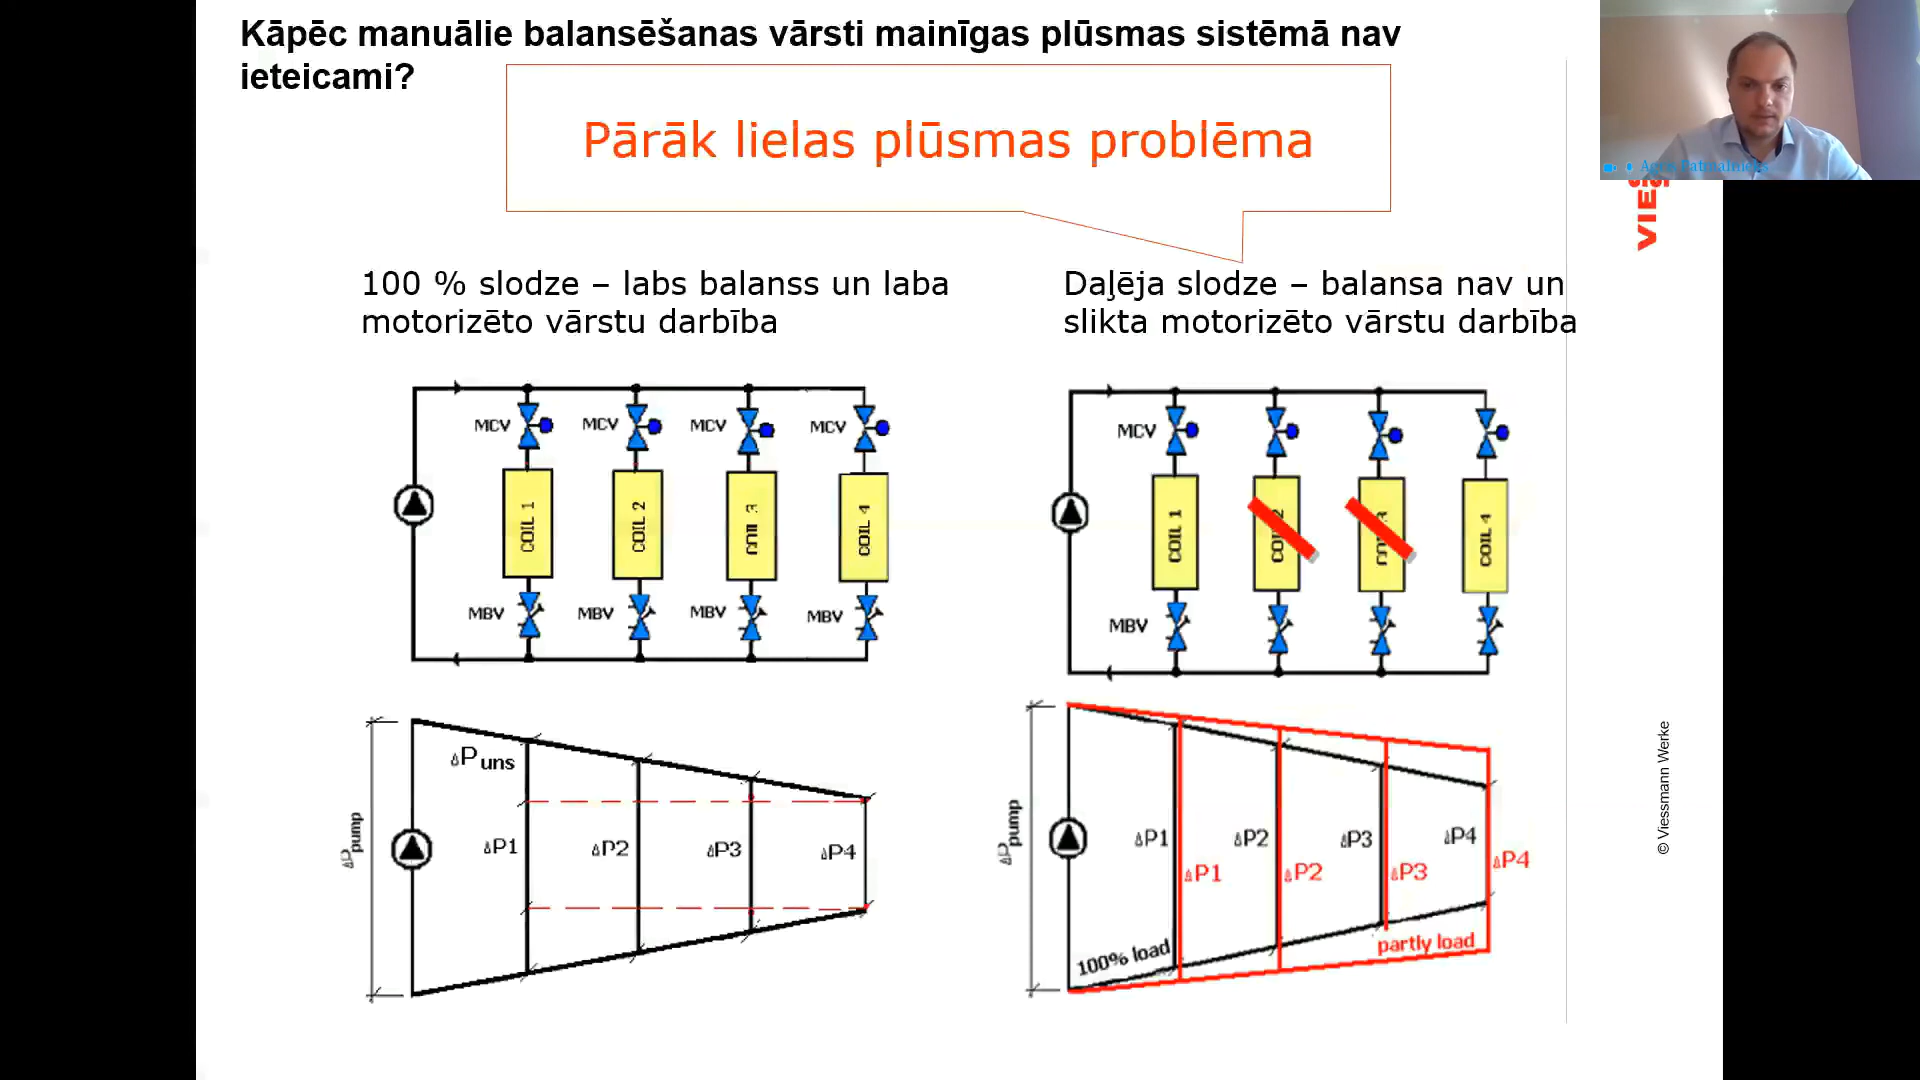 Kāpēc manuālie balansēšanas vārsti mainīgas plūsmas sistēmā nav
ieteicami?
Pārāk lielas plūsmas problēma
VIES
100 % slodze – labs balanss un laba
motorizēto vārstu darbība
Daļēja slodze – balansa nav un
slikta motorizēto vārstu darbība
MCV MCV MCV MCV
COIL 1 COIL 2 COIL 3 COIL 4
MBV MBV MBV MBV
MCV
COIL 1 COIL 4
MBV
ΔPpump
ΔPuns
ΔP1 ΔP2 ΔP3 ΔP4
ΔPpump
ΔP1 ΔP2 ΔP3 ΔP4
ΔP1 ΔP2 ΔP3 ΔP4
100% load
partly load
© Viessmann Werke